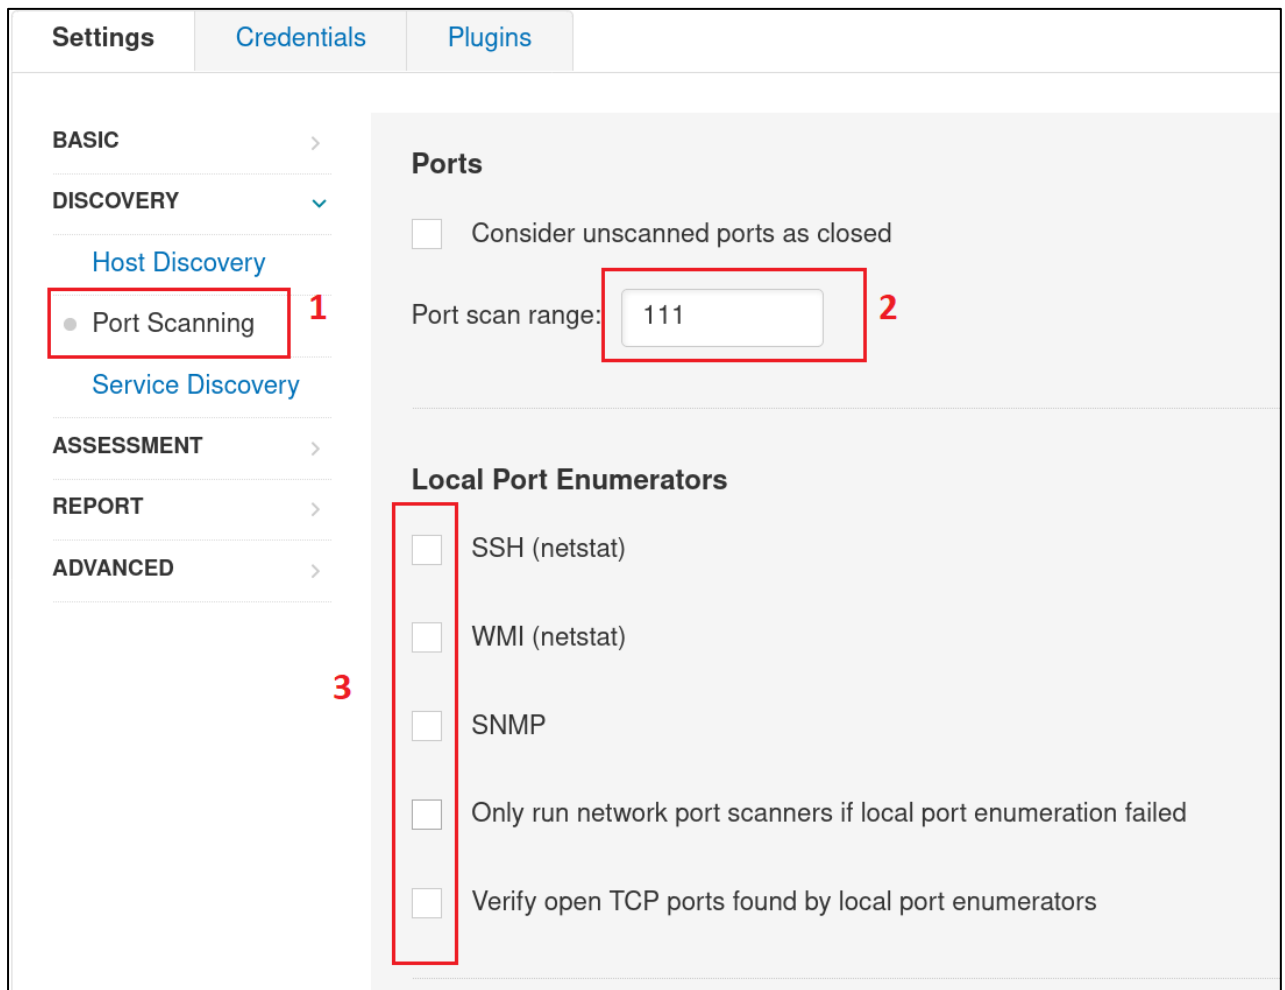 Settings Credentials Plugins
BASIC
DISCOVERY
Host Discovery
Port Scanning 1
Service Discovery
ASSESSMENT
REPORT
ADVANCED
Ports
Consider unscanned ports as closed
Port scan range: 111 2
Local Port Enumerators
SSH (netstat)
WMI (netstat)
3
SNMP
Only run network port scanners if local port enumeration failed
Verify open TCP ports found by local port enumerators